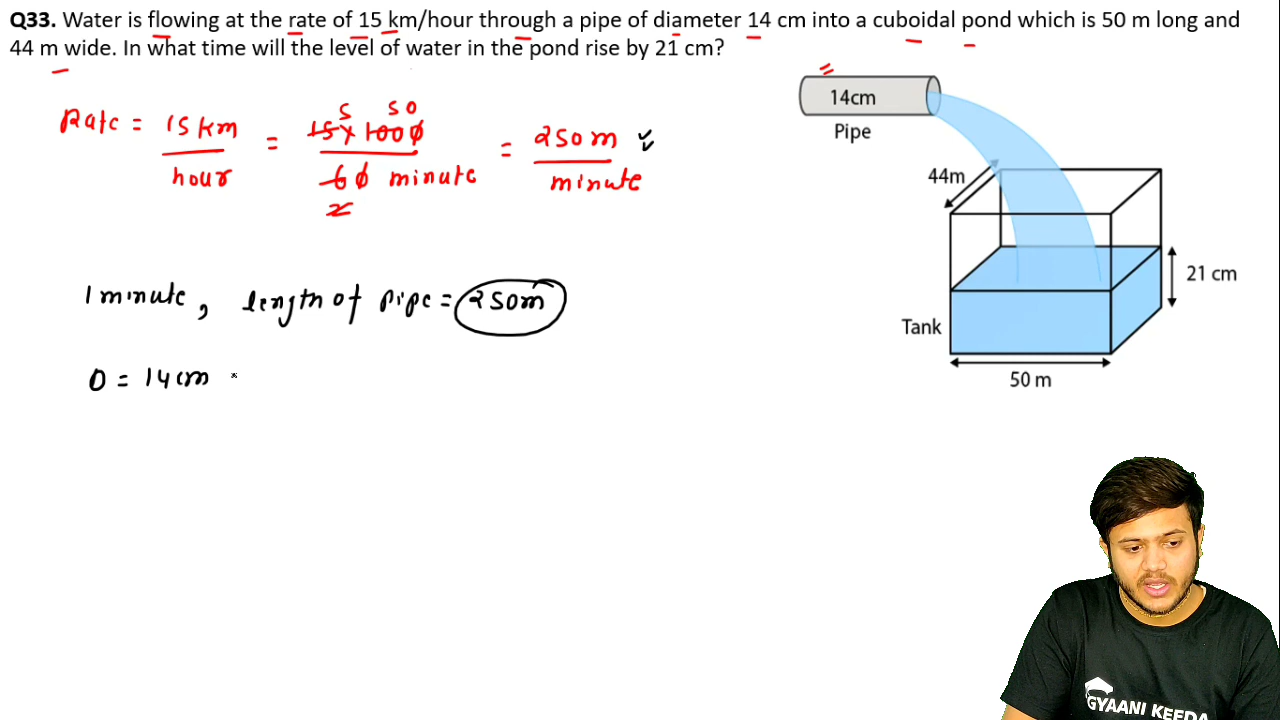 Q33. Water is flowing at the rate of 15 km/hour through a pipe of diameter 14 cm into a cuboidal pond which is 50 m long and
44 m wide. In what time will the level of water in the pond rise by 21 cm?
14cm
Pipe
Rate = 15 km / hour = 15 x 1000 / 60 minute = 250 m / minute
5 50
2
44m
21 cm
1 minute, length of pipe = 250m
Tank
50 m
D = 14 cm
GYAANI KEEDA